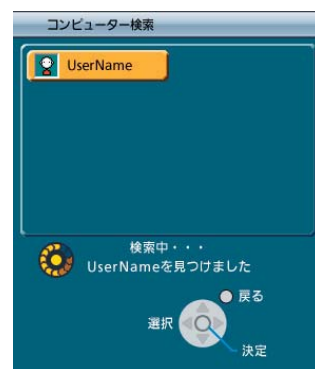 コンピューター検索
UserName
検索中・・・
UserNameを見つけました
戻る
選択
決定